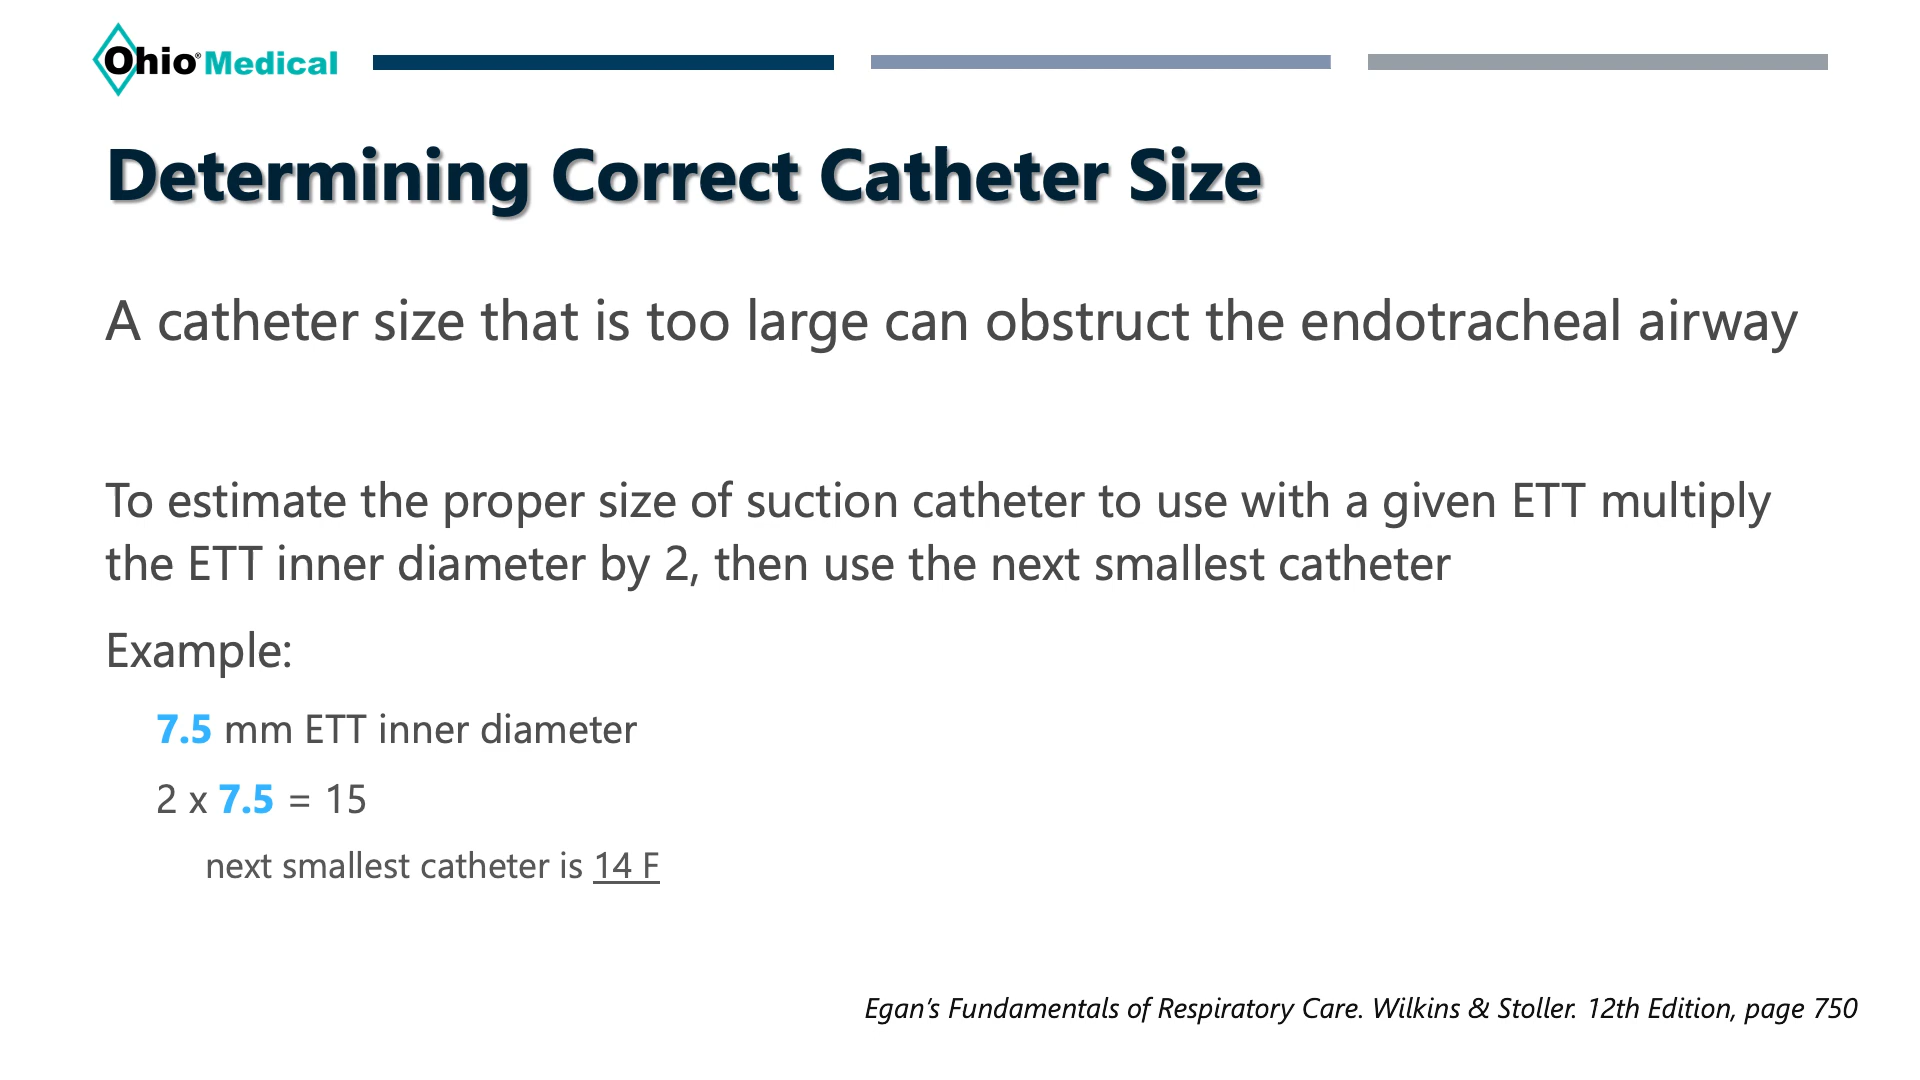 Ohio® Medical
Determining Correct Catheter Size
A catheter size that is too large can obstruct the endotracheal airway
To estimate the proper size of suction catheter to use with a given ETT multiply
the ETT inner diameter by 2, then use the next smallest catheter
Example:
7.5 mm ETT inner diameter
2 x 7.5 = 15
next smallest catheter is 14 F
Egan’s Fundamentals of Respiratory Care. Wilkins & Stoller. 12th Edition, page 750